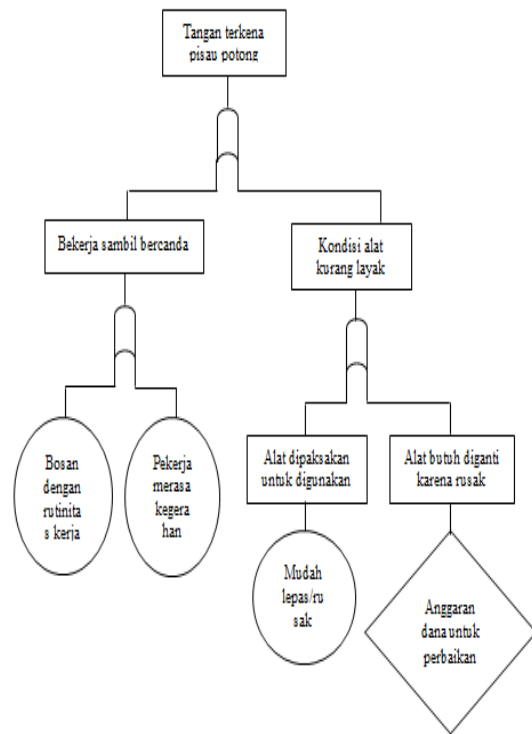 Tangan terkena
pisau potong
Bekerja sambil bercanda
Kondisi alat
kurang layak
Bosan
dengan
rutinita
s kerja
Pekerja
merasa
kegera
han
Alat dipaksakan
untuk digunakan
Alat butuh diganti
karena rusak
Mudah
lepas/ru
sak
Anggaran
dana untuk
perbaikan